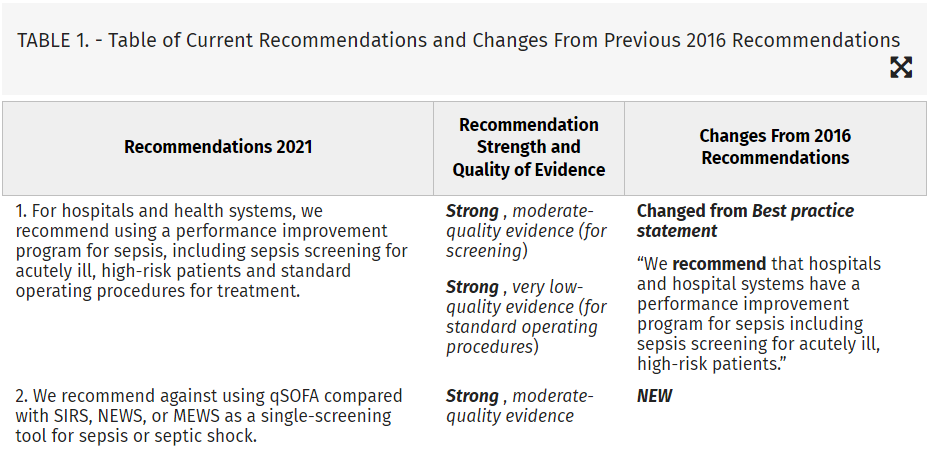 TABLE 1. - Table of Current Recommendations and Changes From Previous 2016 Recommendations
Recommendations 2021
Recommendation
Strength and
Quality of Evidence
Changes From 2016
Recommendations
1. For hospitals and health systems, we
recommend using a performance improvement
program for sepsis, including sepsis screening for
acutely ill, high-risk patients and standard
operating procedures for treatment.
Strong , moderate-
quality evidence (for
screening)
Strong , very low-
quality evidence (for
standard operating
procedures)
Changed from Best practice
statement
“We recommend that hospitals
and hospital systems have a
performance improvement
program for sepsis including
sepsis screening for acutely ill,
high-risk patients.”
2. We recommend against using qSOFA compared
with SIRS, NEWS, or MEWS as a single-screening
tool for sepsis or septic shock.
Strong , moderate-
quality evidence
NEW